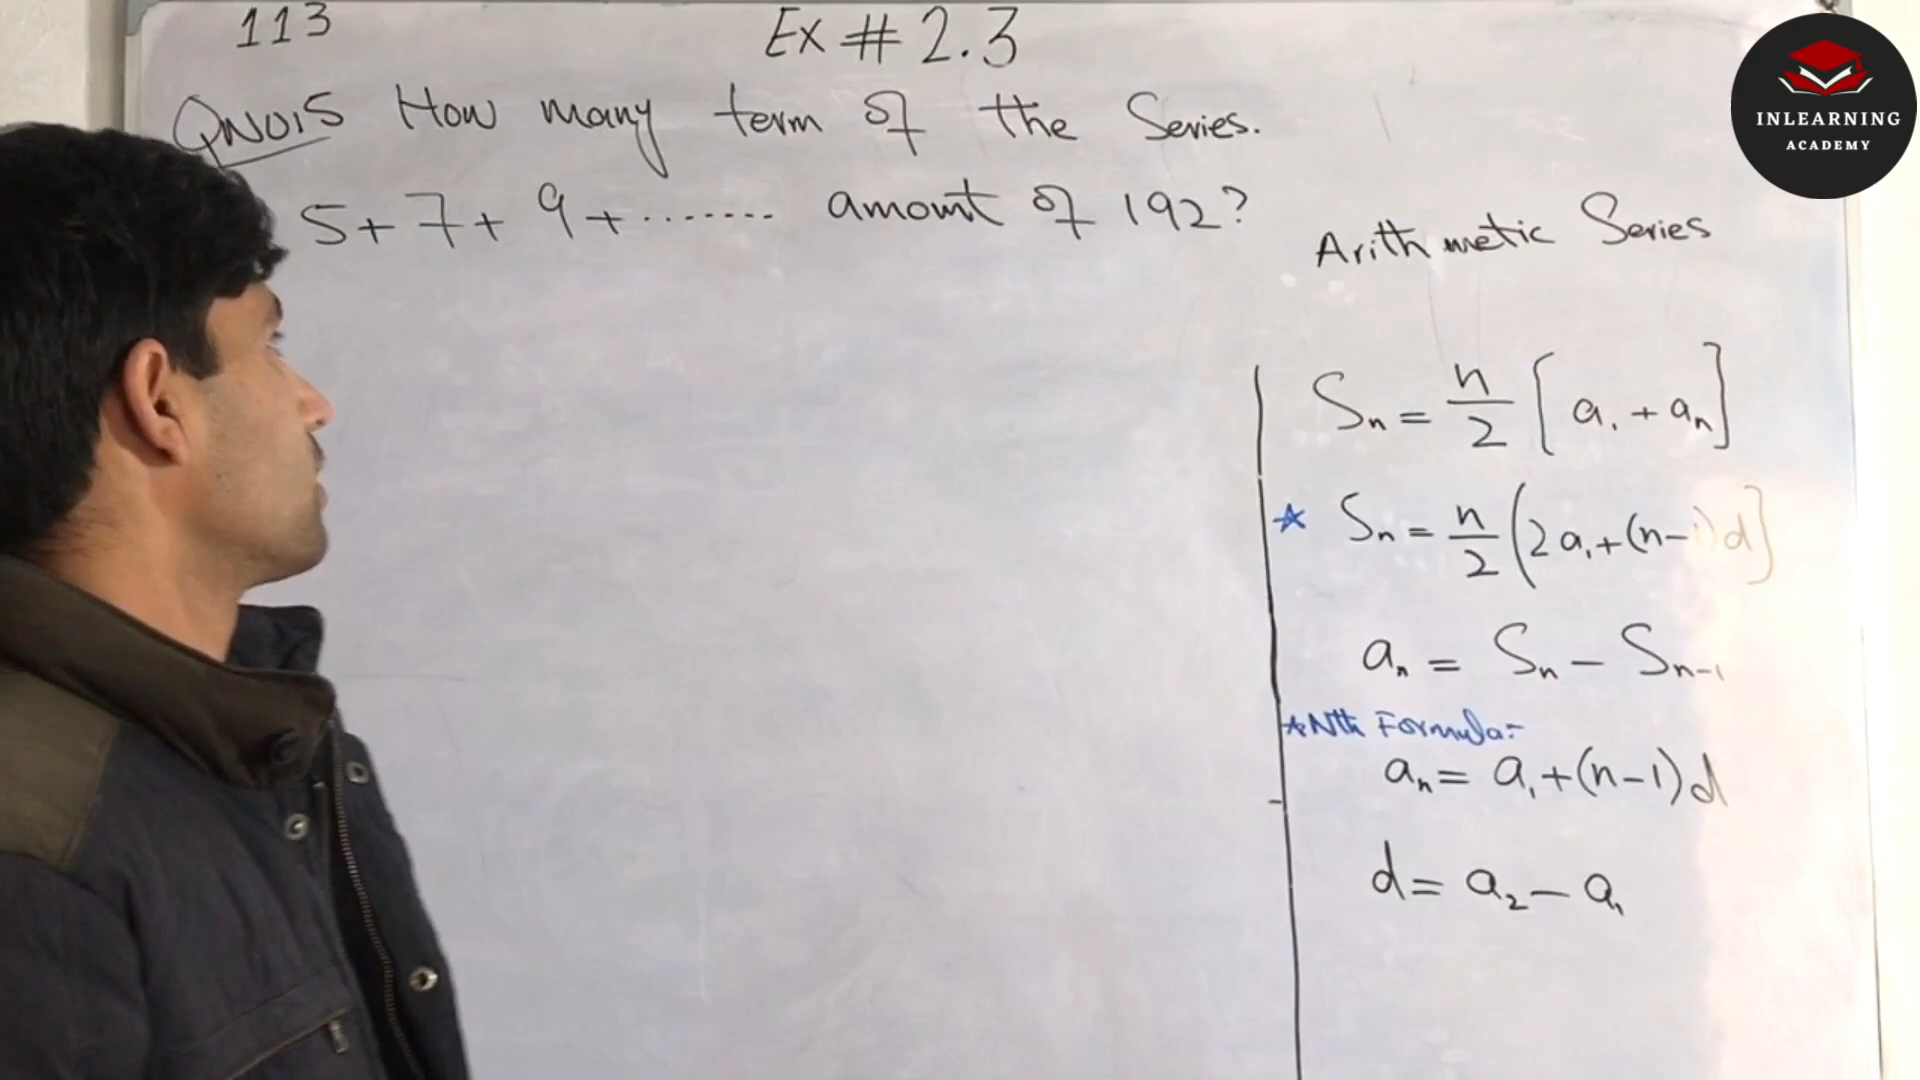 113
Ex # 2.3
QNo15 How many term of the Series.
5+7+9+....... amount of 192?
INLEARNING
ACADEMY
Arithmetic Series
Sₙ = n/2 [a₁ + aₙ]
* Sₙ = n/2 (2a₁+(n-1)d]
aₙ = Sₙ - Sₙ₋₁
*Nth Formula:-
aₙ = a₁+(n-1)d
d = a₂ - a₁